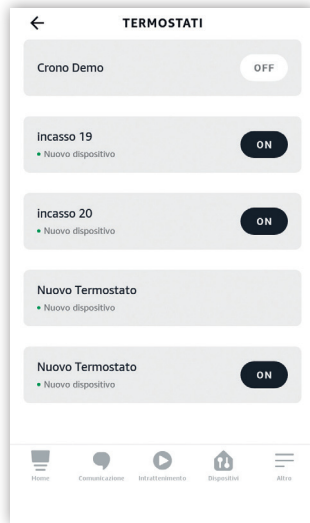 TERMOSTATI
Crono Demo
OFF
incasso 19
ON
Nuovo dispositivo
incasso 20
ON
Nuovo dispositivo
Nuovo Termostato
Nuovo dispositivo
Nuovo Termostato
ON
Nuovo dispositivo
Home Comunicazione Intrattenimento Dispositivi Altro